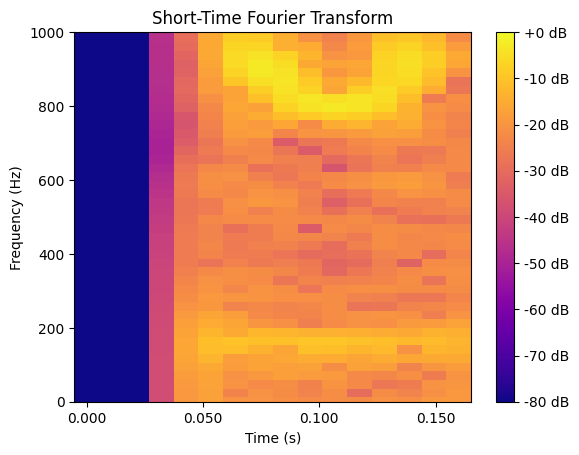 Short-Time Fourier Transform
1000
800
600
400
200
0
Frequency (Hz)
0.000
0.050
0.100
0.150
Time (s)
+0 dB
-10 dB
-20 dB
-30 dB
-40 dB
-50 dB
-60 dB
-70 dB
-80 dB